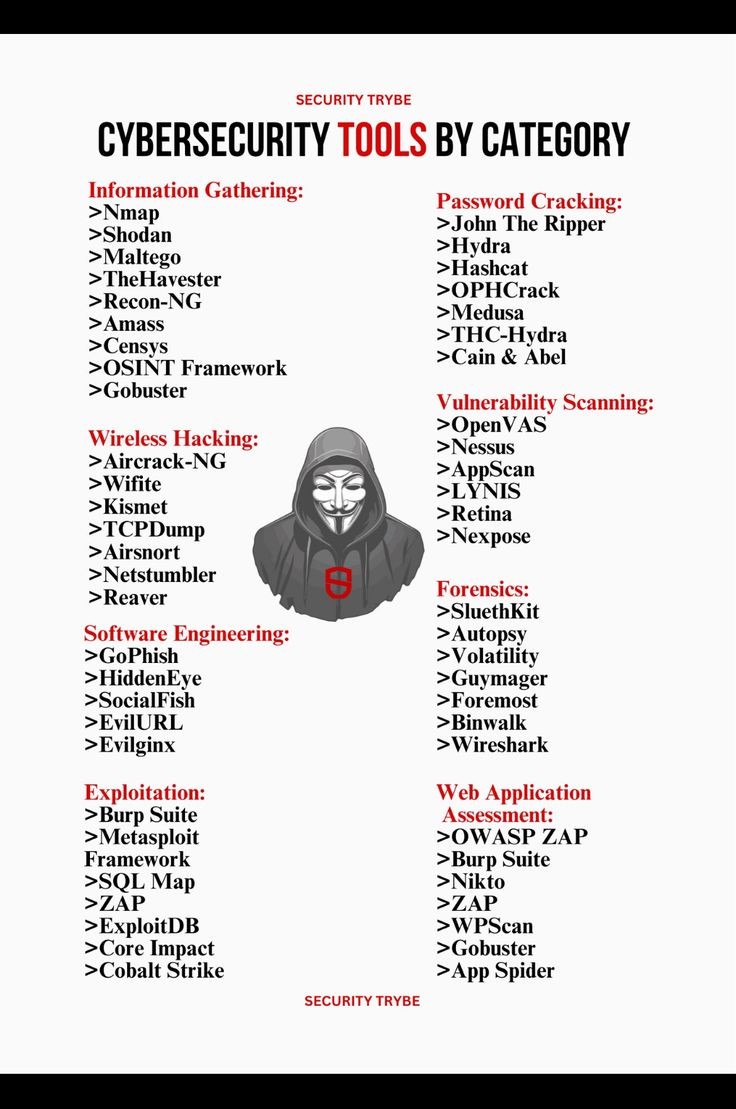 SECURITY TRYBE
CYBERSECURITY TOOLS BY CATEGORY
Information Gathering:
>Nmap
>Shodan
>Maltego
>TheHavester
>Recon-NG
>Amass
>Censys
>OSINT Framework
>Gobuster
Wireless Hacking:
>Aircrack-NG
>Wifite
>Kismet
>TCPDump
>Airsnort
>Netstumbler
>Reaver
Software Engineering:
>GoPhish
>HiddenEye
>SocialFish
>EvilURL
>Evilginx
Exploitation:
>Burp Suite
>Metasploit
Framework
>SQL Map
>ZAP
>ExploitDB
>Core Impact
>Cobalt Strike
Password Cracking:
>John The Ripper
>Hydra
>Hashcat
>OPHCrack
>Medusa
>THC-Hydra
>Cain & Abel
Vulnerability Scanning:
>OpenVAS
>Nessus
>AppScan
>LYNIS
>Retina
>Nexpose
Forensics:
>SluethKit
>Autopsy
>Volatility
>Guymager
>Foremost
>Binwalk
>Wireshark
Web Application
Assessment:
>OWASP ZAP
>Burp Suite
>Nikto
>ZAP
>WPScan
>Gobuster
>App Spider
SECURITY TRYBE